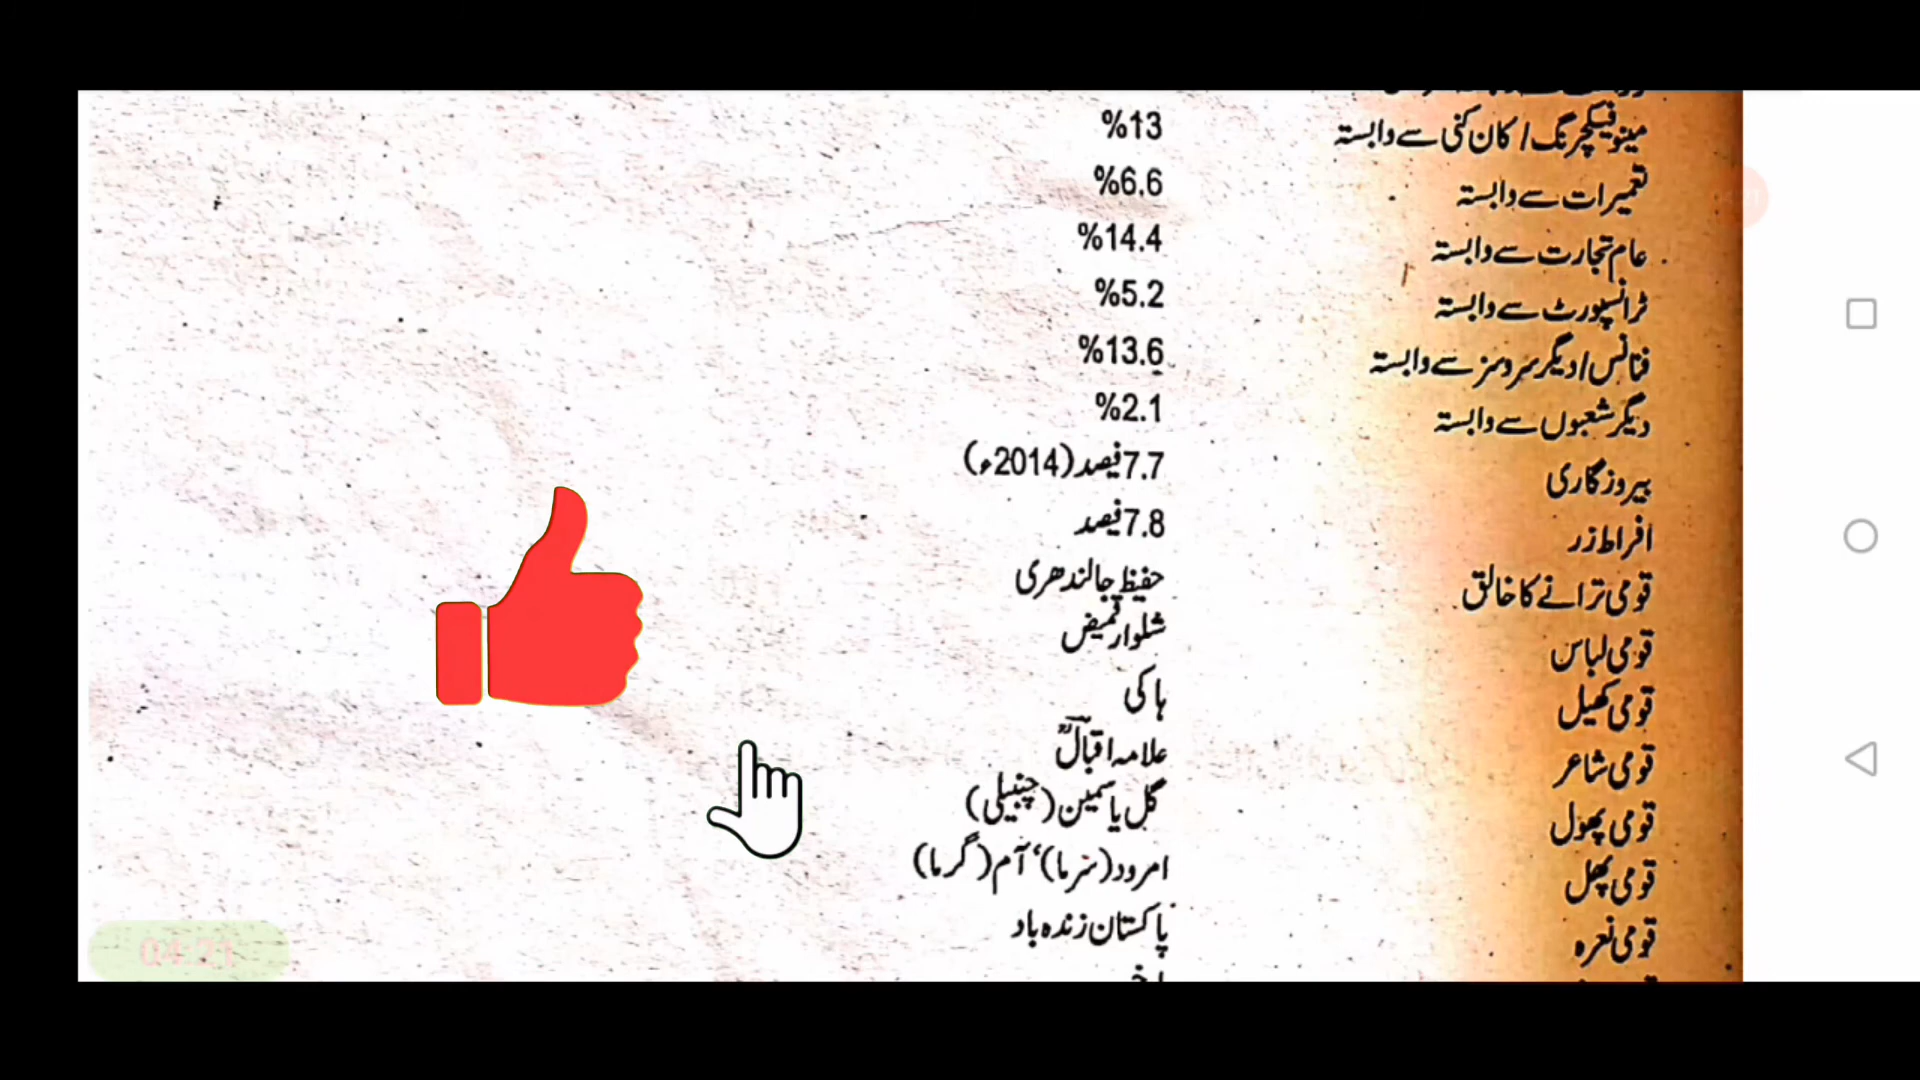 مینوفیکچرنگ/کان کنی سے وابستہ %13
تعمیرات سے وابستہ %6.6
عام تجارت سے وابستہ %14.4
ٹرانسپورٹ سے وابستہ %5.2
فنانس/دیگر سروسز سے وابستہ %13.6
دیگر شعبوں سے وابستہ %2.1
بیروزگاری 7.7 فیصد (2014ء)
افراط زر 7.8 فیصد
قومی ترانے کا خالق حفیظ جالندھری
قومی لباس شلوار قمیض
قومی کھیل ہاکی
قومی شاعر علامہ اقبالؒ
قومی پھول گل یاسمین (چنبیلی)
قومی پھل امرود (سرما)، آم (گرما)
قومی نعرہ پاکستان زندہ باد
04:21